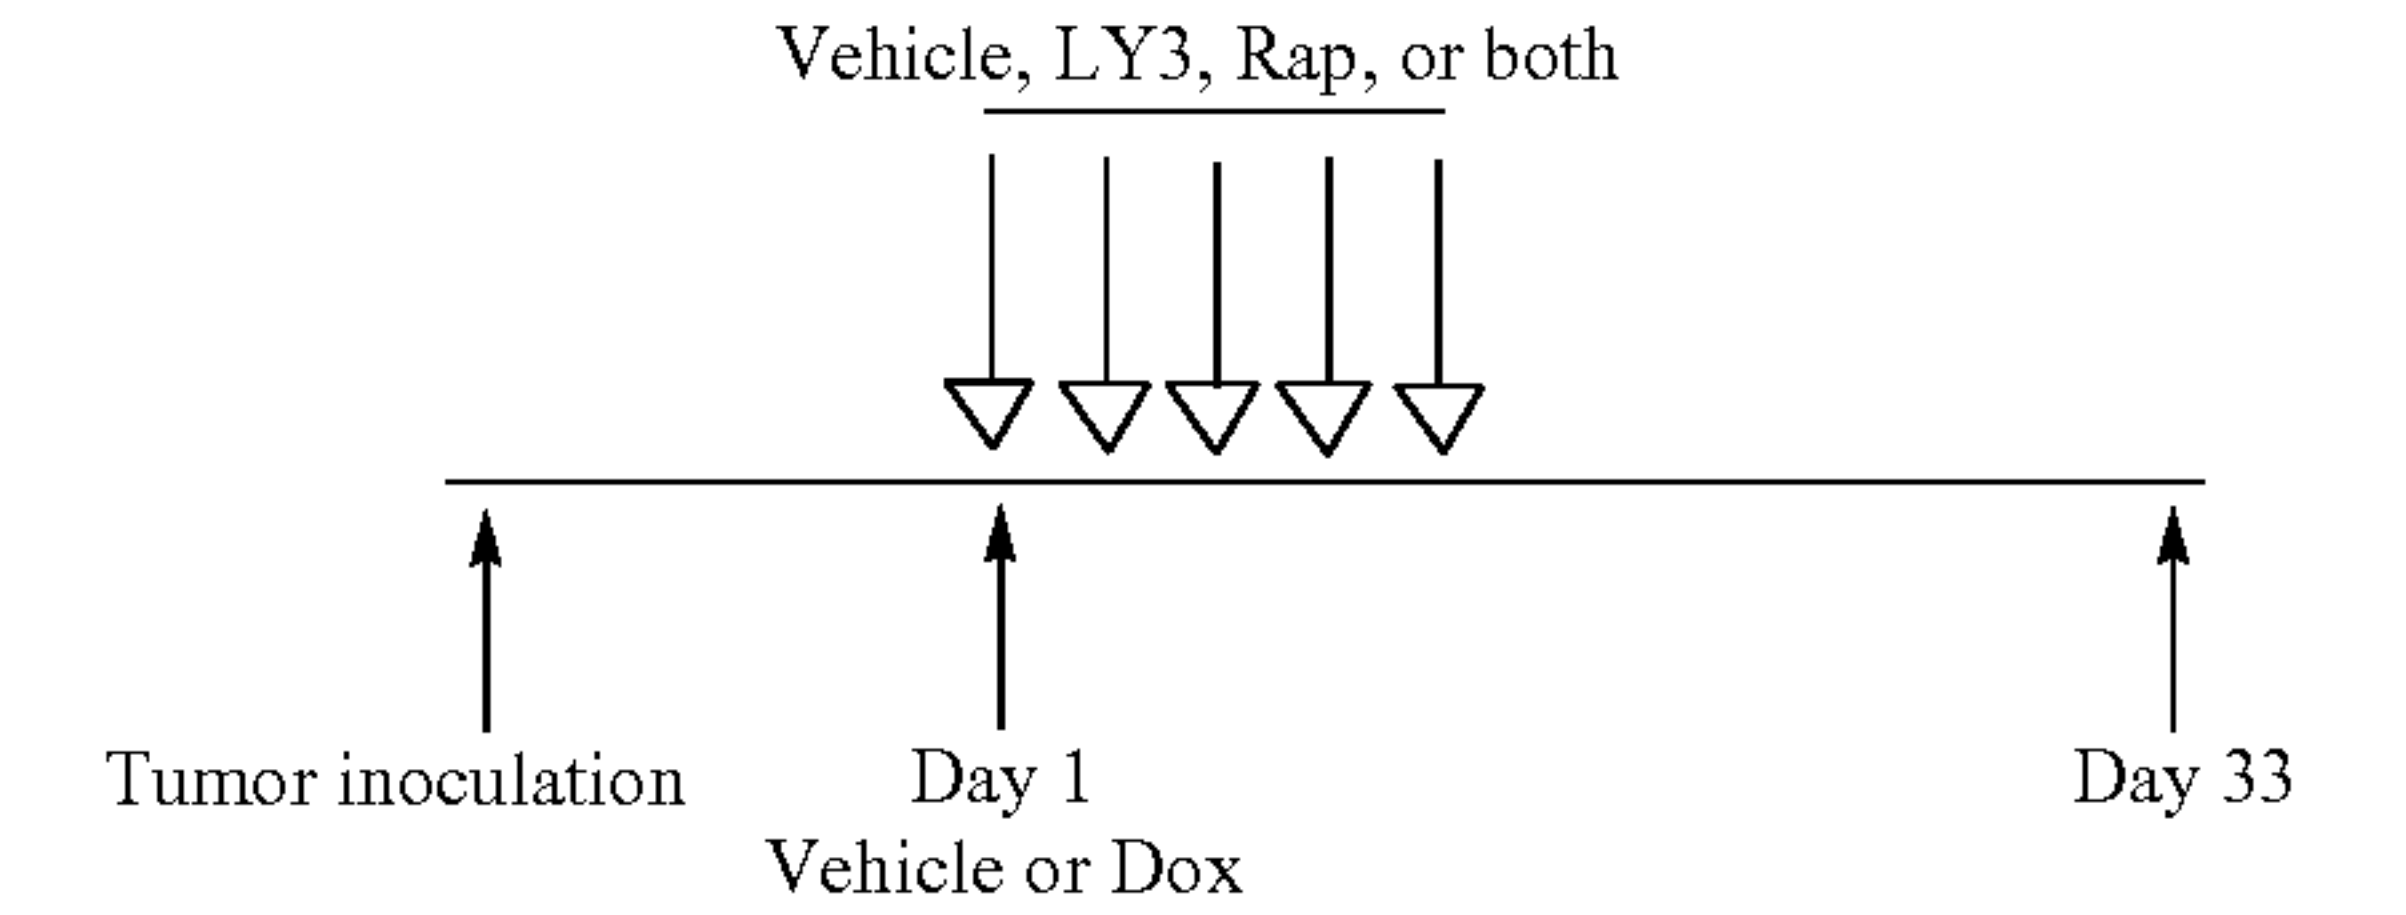 Vehicle, LY3, Rap, or both
Tumor inoculation
Day 1
Vehicle or Dox
Day 33